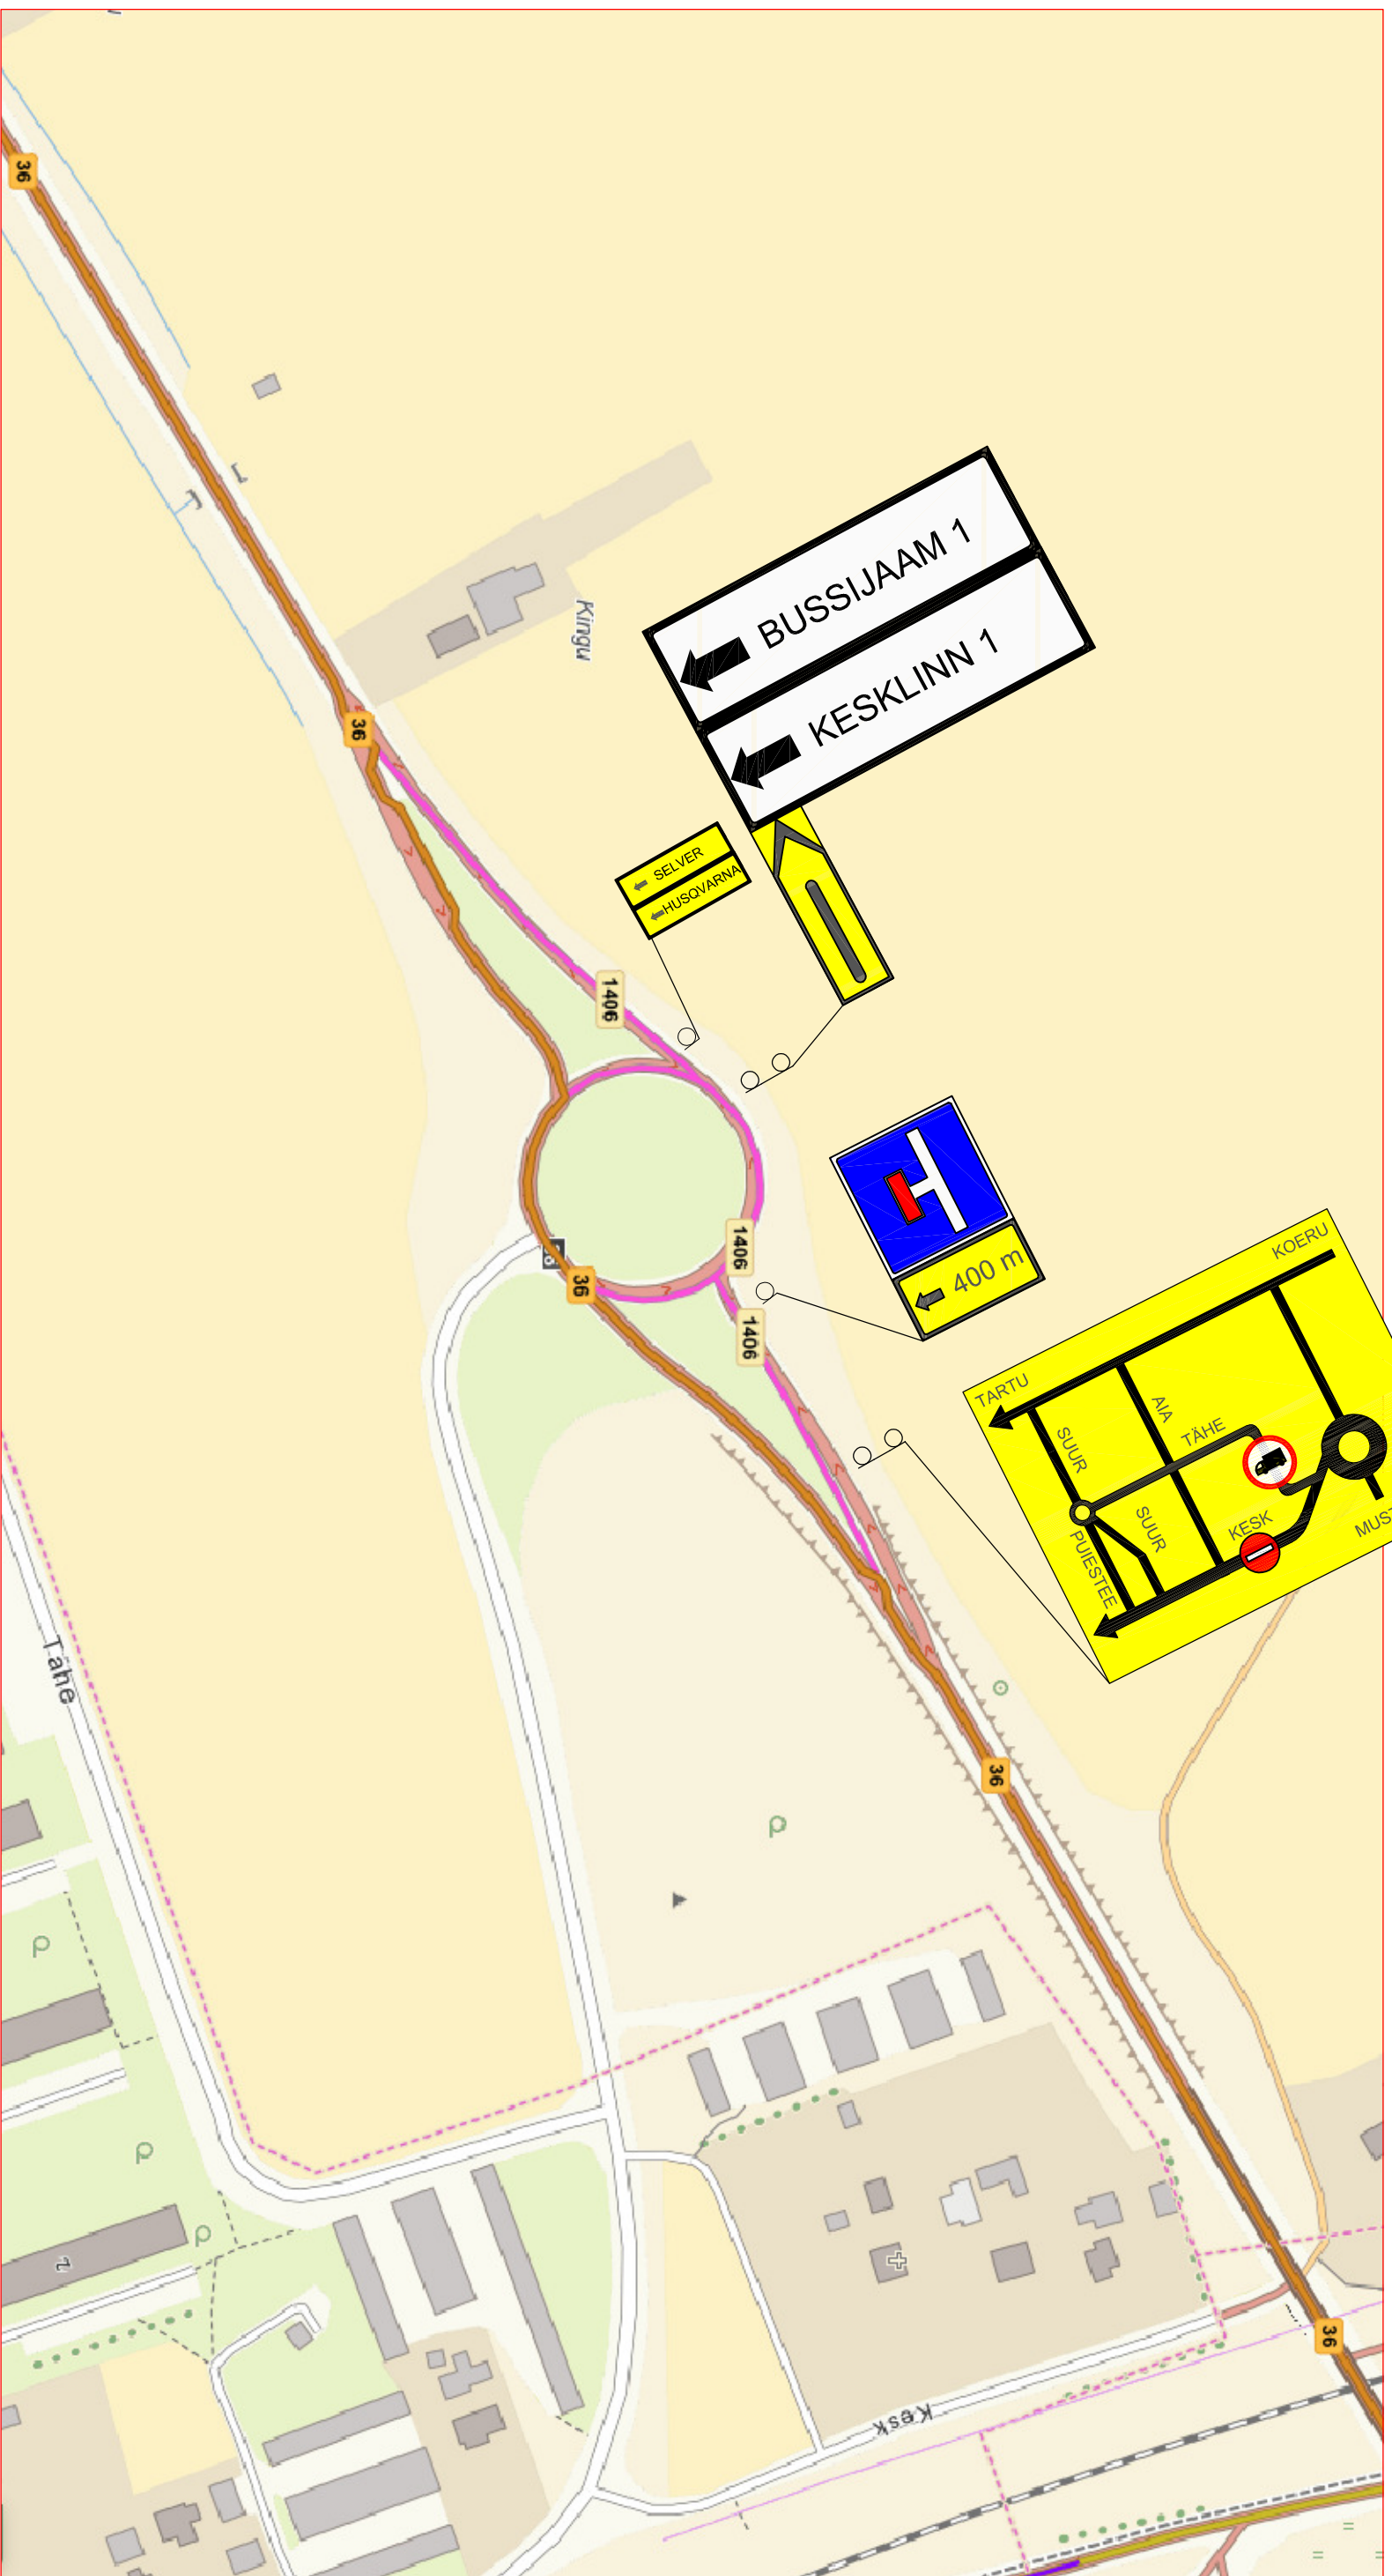 36
Kingu
BUSSIJAAM 1
KESKLINN 1
36
SELVER
HUSQVARNA
1406
1406
36
400 m
1406
KOERU
TARTU
AIA
SUUR
TÄHE
SUUR
KESK
PUIESTEE
Tähe
36
2
Kesk
36